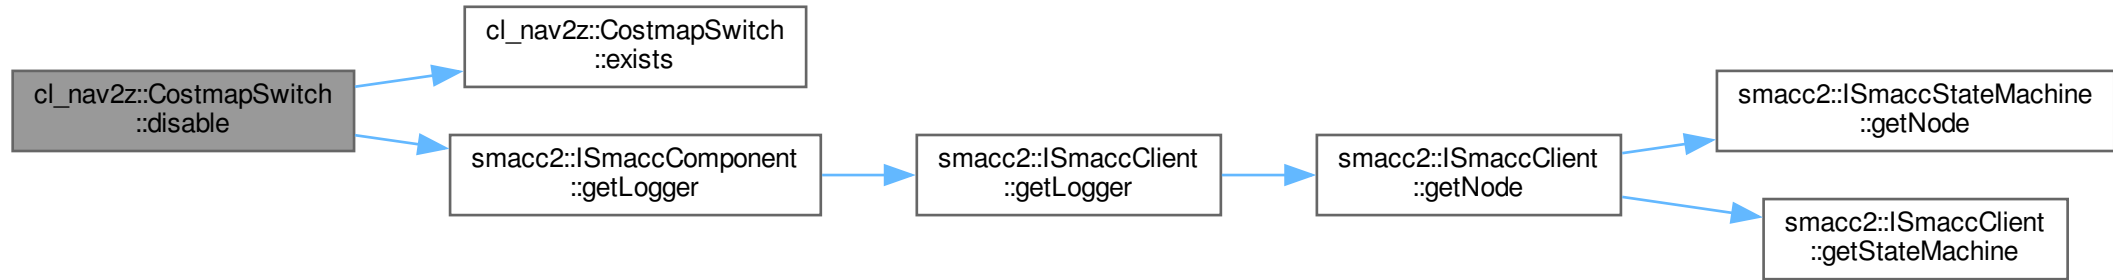 cl_nav2z::CostmapSwitch
::disable
cl_nav2z::CostmapSwitch
::exists
smacc2::ISmaccComponent
::getLogger
smacc2::ISmaccClient
::getLogger
smacc2::ISmaccClient
::getNode
smacc2::ISmaccStateMachine
::getNode
smacc2::ISmaccClient
::getStateMachine